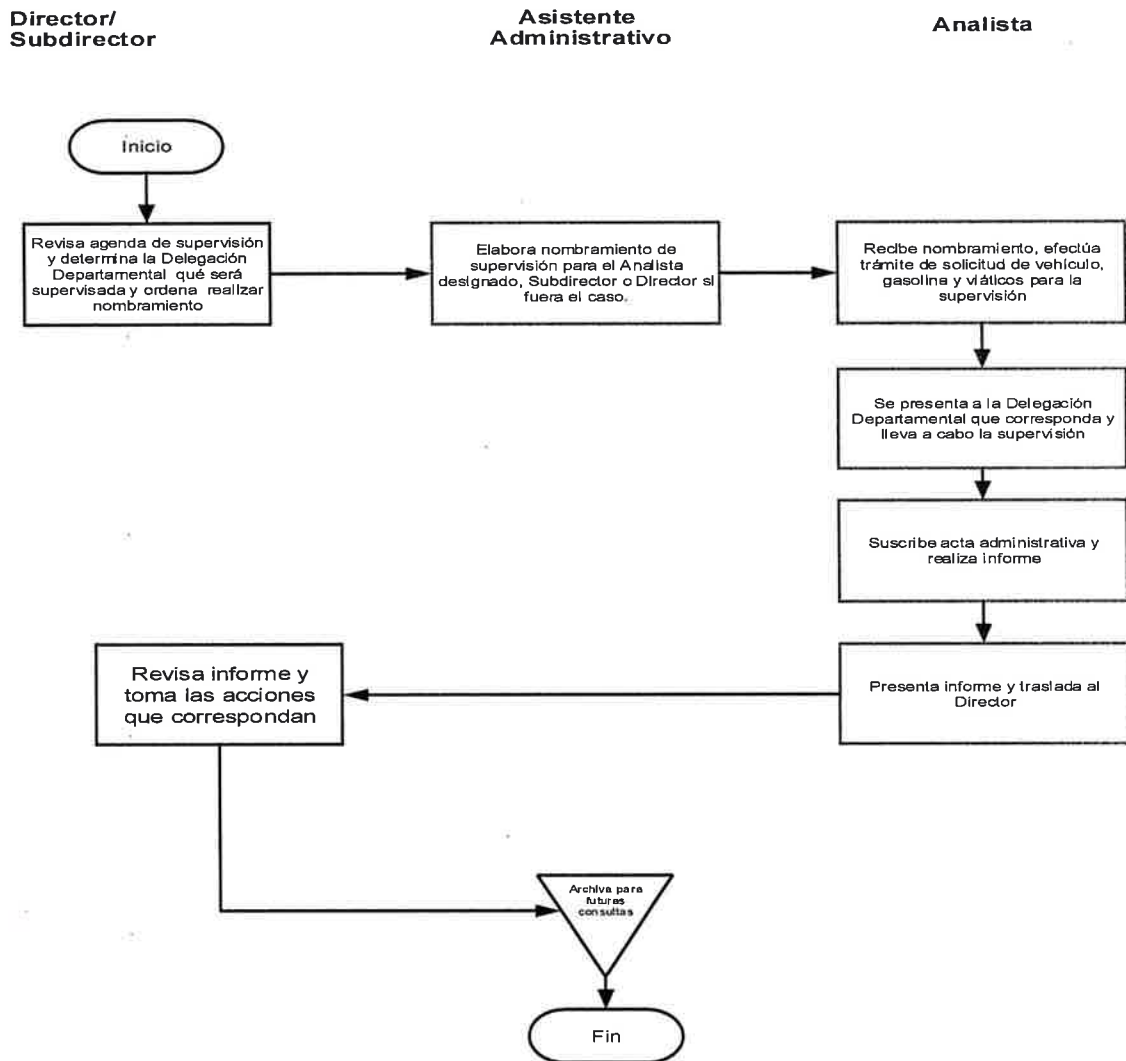 Director/
Subdirector
Asistente
Administrativo
Analista
Inicio
Revisa agenda de supervisión
y determina la Delegación
Departamental qué será
supervisada y ordena realizar
nombramiento
Elabora nombramiento de
supervisión para el Analista
designado, Subdirector o Director si
fuera el caso.
Recibe nombramiento, efectúa
trámite de solicitud de vehículo,
gasolina y viáticos para la
supervisión
Se presenta a la Delegación
Departamental que corresponda y
lleva a cabo la supervisión
Suscribe acta administrativa y
realiza informe
Presenta informe y traslada al
Director
Revisa informe y
toma las acciones
que correspondan
Archiva para
futuras
consultas
Fin